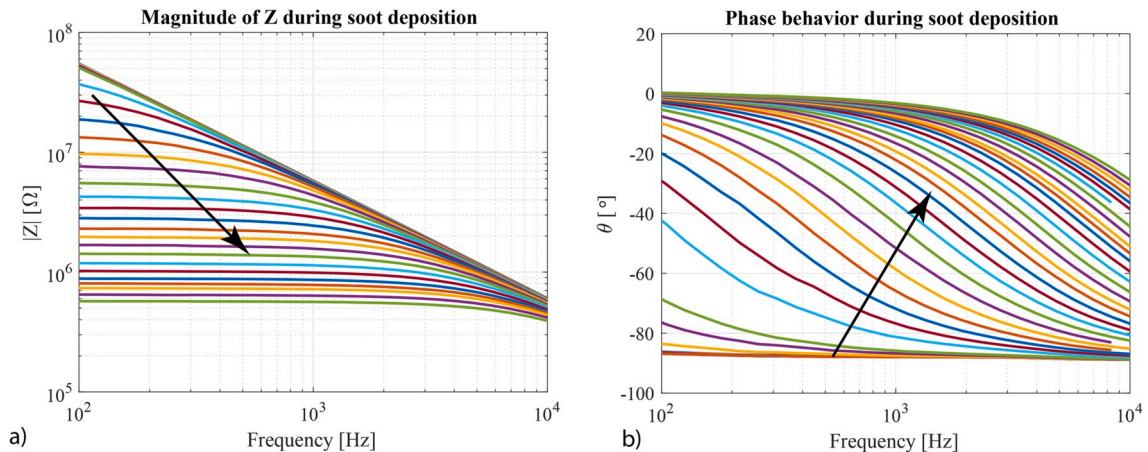 Magnitude of Z during soot deposition
10^8
10^7
10^6
10^5
|Z| [Ω]
10^2
10^3
10^4
Frequency [Hz]
a)
Phase behavior during soot deposition
20
0
-20
-40
-60
-80
-100
θ [°]
10^2
10^3
10^4
Frequency [Hz]
b)